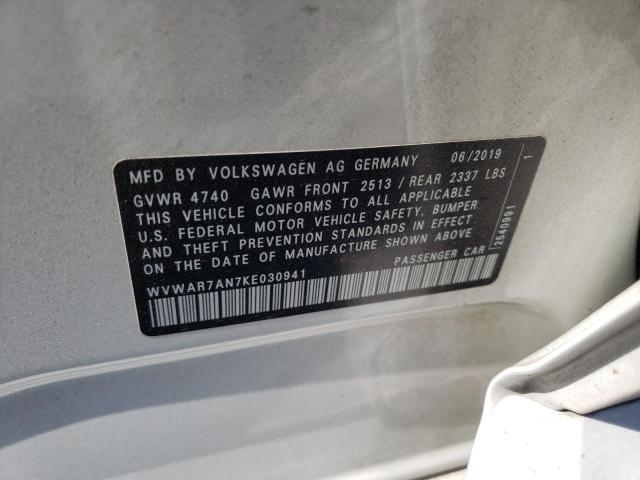 MFD BY VOLKSWAGEN AG GERMANY 06/2019
GVWR 4740 GAWR FRONT 2513 / REAR 2337 LBS
THIS VEHICLE CONFORMS TO ALL APPLICABLE
U.S. FEDERAL MOTOR VEHICLE SAFETY, BUMPER
AND THEFT PREVENTION STANDARDS IN EFFECT
ON THE DATE OF MANUFACTURE SHOWN ABOVE
WVWAR7AN7KE030941 PASSENGER CAR
2640991 1